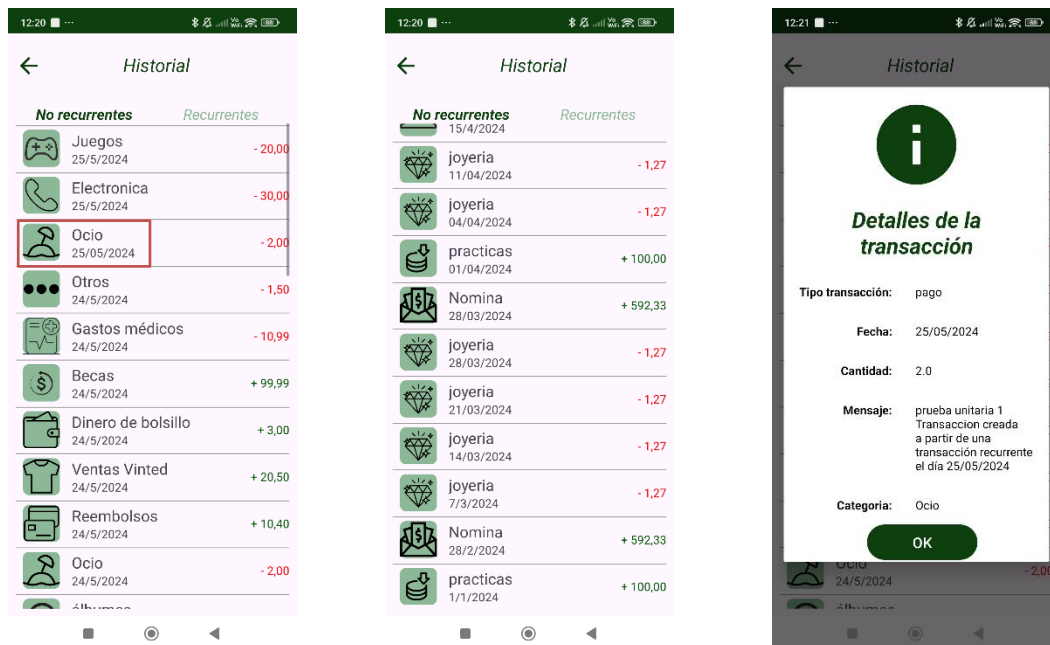 12:20
Historial
No recurrentes Recurrentes
Juegos
25/5/2024
- 20,00
Electronica
25/5/2024
- 30,00
Ocio
25/05/2024
- 2,00
Otros
24/5/2024
- 1,50
Gastos médicos
24/5/2024
- 10,99
Becas
24/5/2024
+ 99,99
Dinero de bolsillo
24/5/2024
+ 3,00
Ventas Vinted
24/5/2024
+ 20,50
Reembolsos
24/5/2024
+ 10,40
Ocio
24/5/2024
- 2,00
12:20
Historial
No recurrentes Recurrentes
15/4/2024
joyeria
11/04/2024
- 1,27
joyeria
04/04/2024
- 1,27
practicas
01/04/2024
+ 100,00
Nomina
28/03/2024
+ 592,33
joyeria
28/03/2024
- 1,27
joyeria
21/03/2024
- 1,27
joyeria
14/03/2024
- 1,27
joyeria
7/3/2024
- 1,27
Nomina
28/2/2024
+ 592,33
practicas
1/1/2024
+ 100,00
12:21
Historial
Detalles de la
transacción
Tipo transacción: pago
Fecha: 25/05/2024
Cantidad: 2.0
Mensaje: prueba unitaria 1
Transaccion creada
a partir de una
transacción recurrente
el día 25/05/2024
Categoria: Ocio
OK
Ocio
24/5/2024
- 2,00